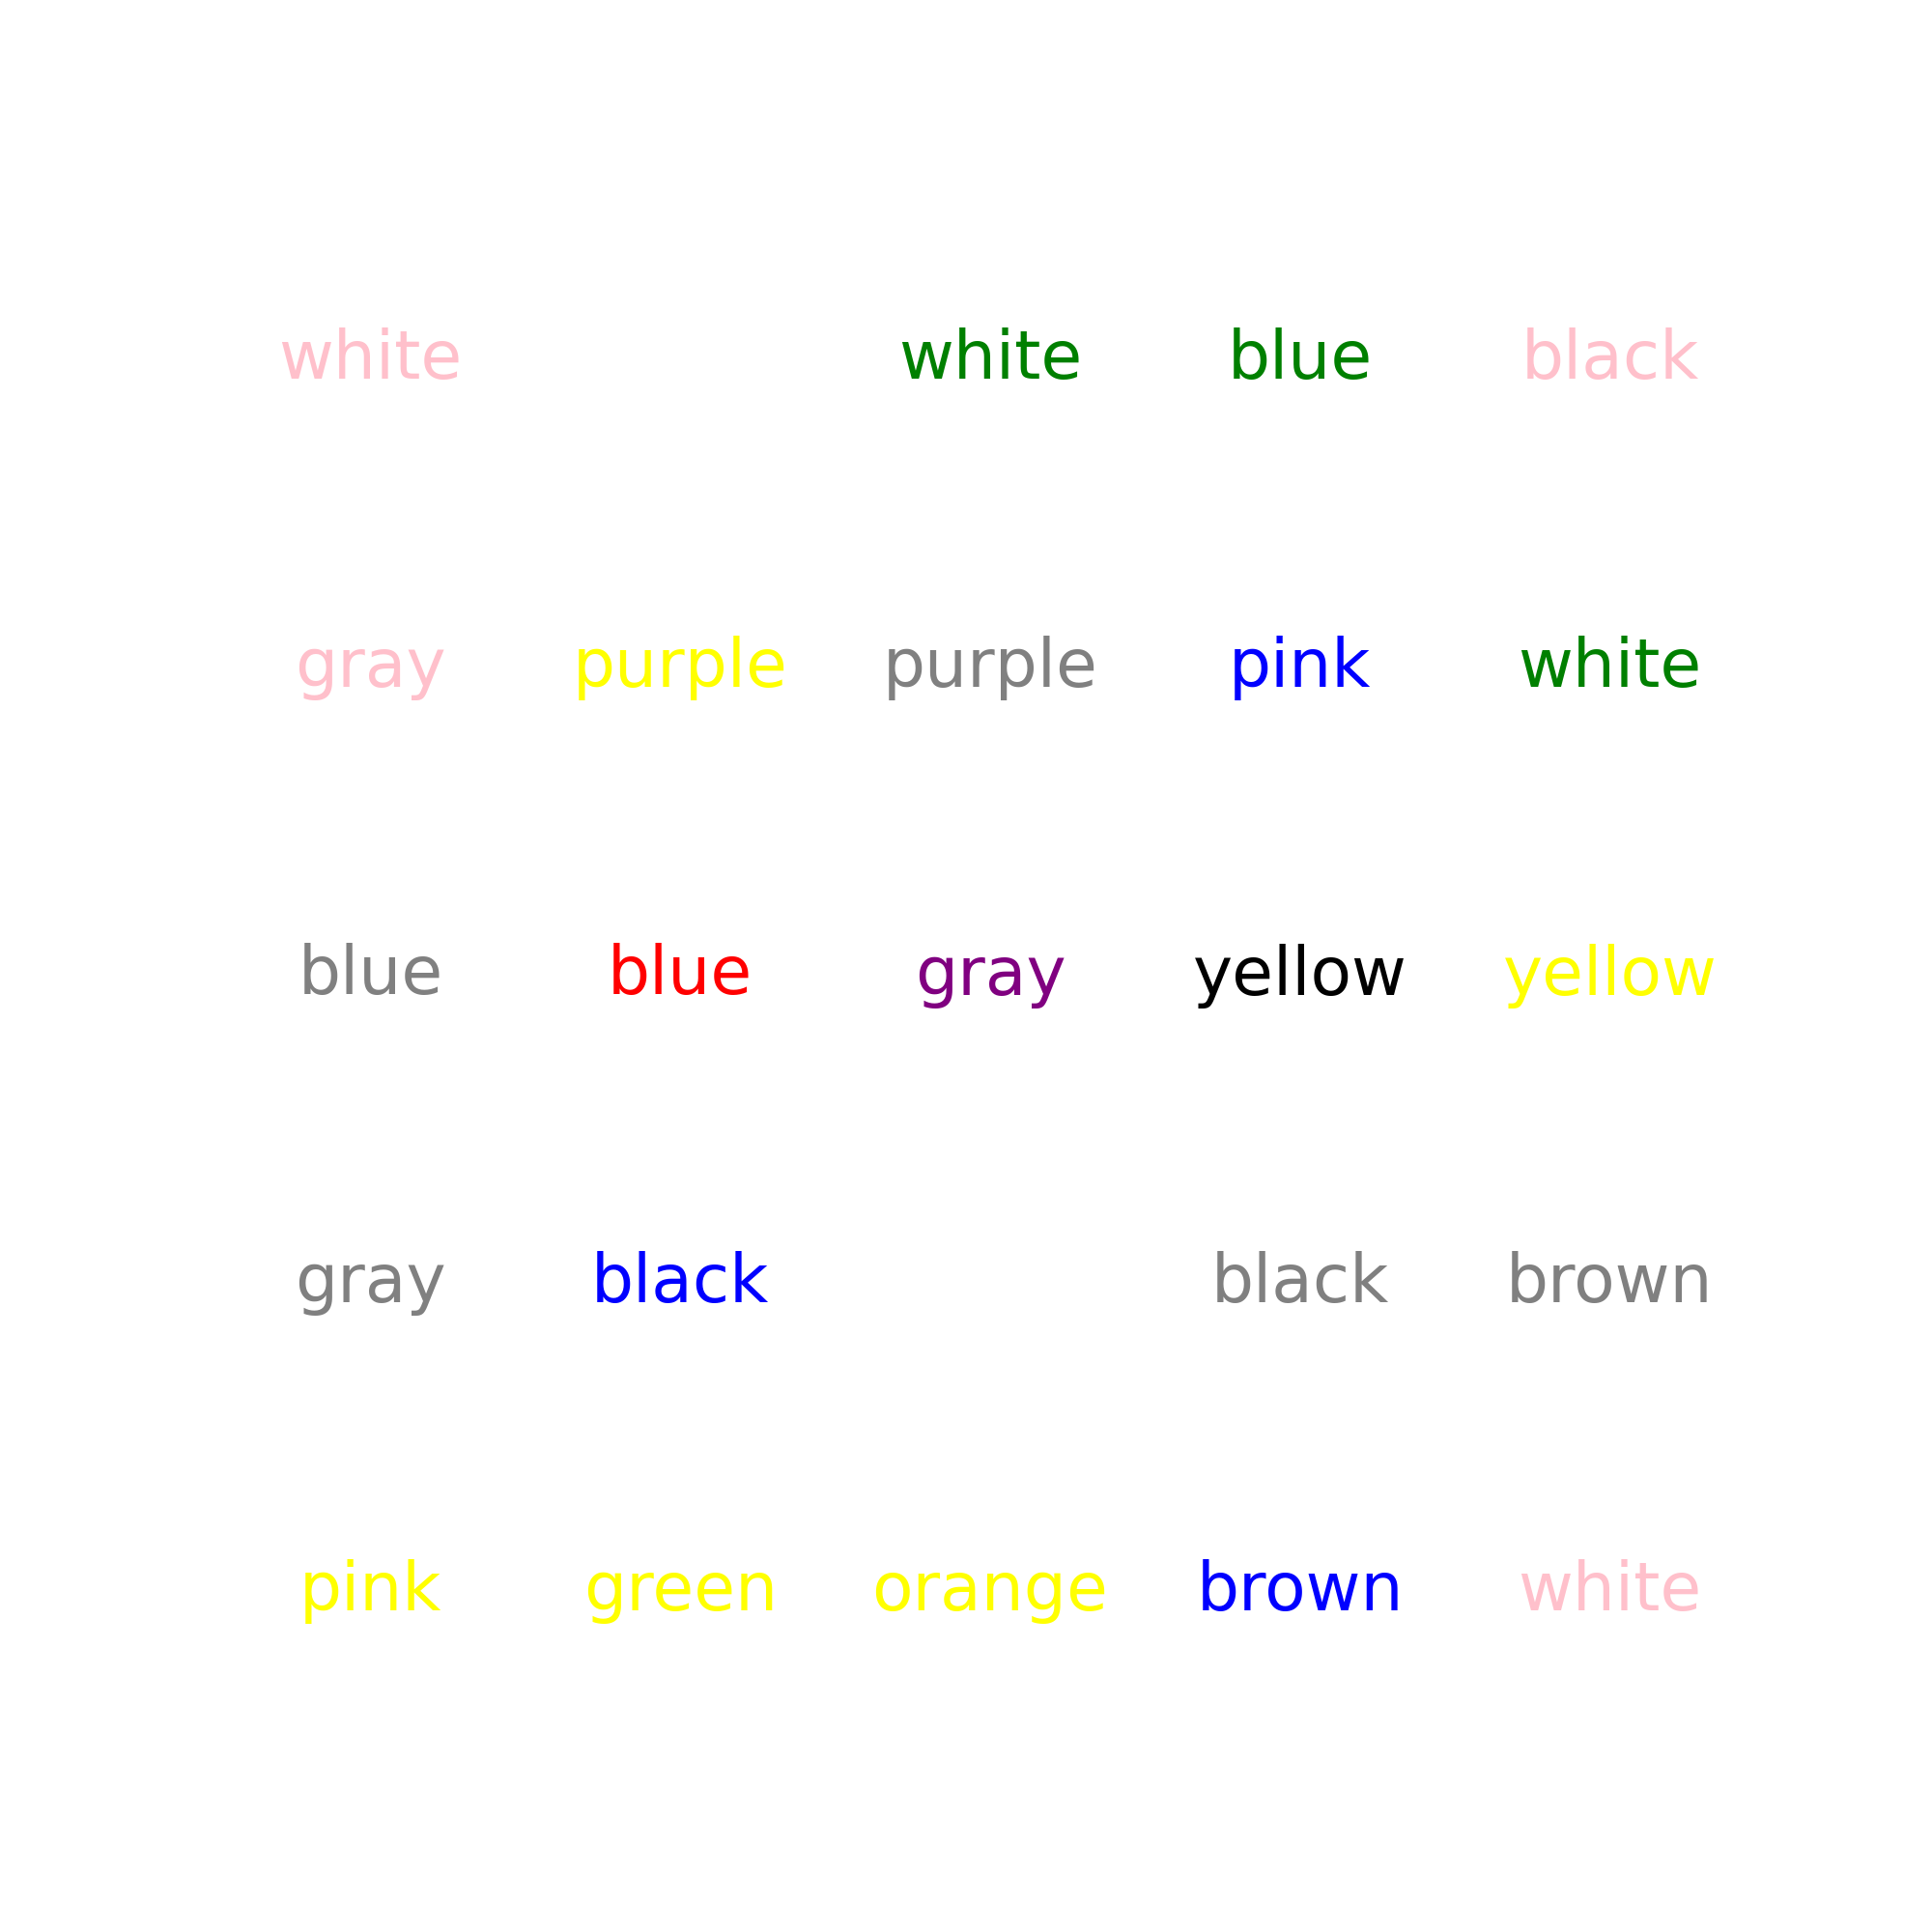 white white blue black
gray purple purple pink white
blue blue gray yellow yellow
gray black black brown
pink green orange brown white